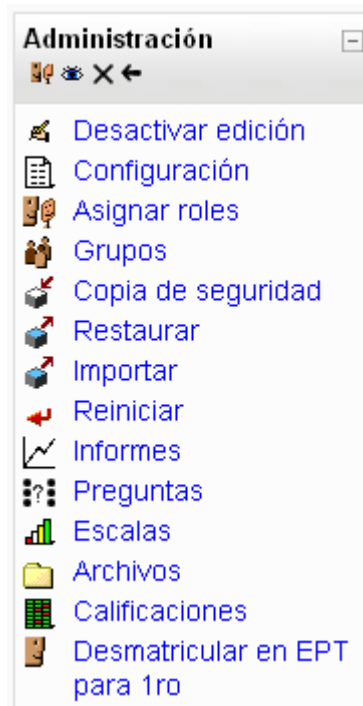 Administración
Desactivar edición
Configuración
Asignar roles
Grupos
Copia de seguridad
Restaurar
Importar
Reiniciar
Informes
Preguntas
Escalas
Archivos
Calificaciones
Desmatricular en EPT
para 1ro